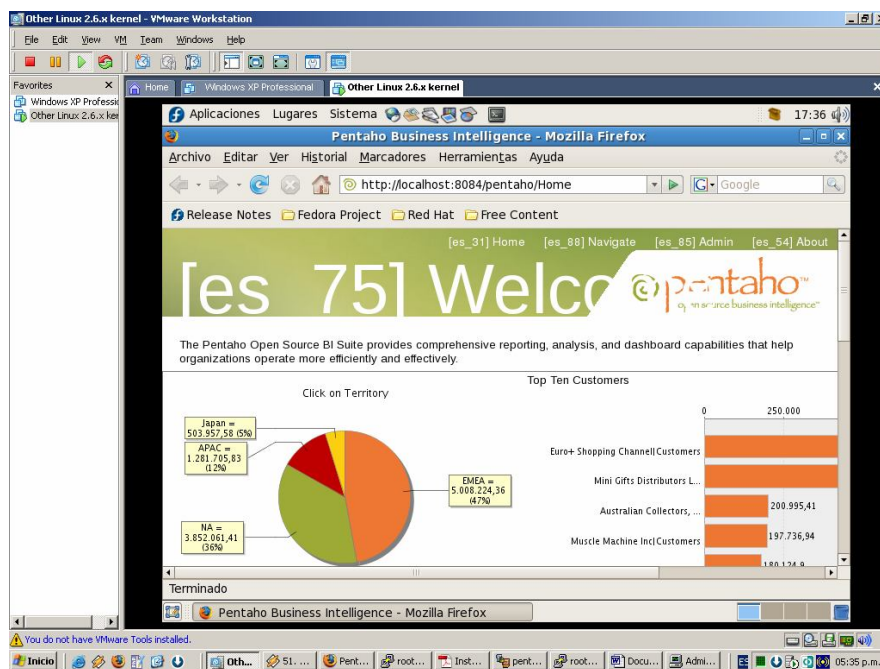 Other Linux 2.6.x kernel - VMware Workstation
File Edit View VM Team Windows Help
Favorites
Windows XP Professi
Other Linux 2.6.x ker
Home Windows XP Professional Other Linux 2.6.x kernel
Aplicaciones Lugares Sistema 17:36
Pentaho Business Intelligence - Mozilla Firefox
Archivo Editar Ver Historial Marcadores Herramientas Ayuda
http://localhost:8084/pentaho/Home G Google
Release Notes Fedora Project Red Hat Free Content
[es_31] Home [es_88] Navigate [es_85] Admin [es_54] About
[es_75] Welco
pentaho™
open source business intelligence™
The Pentaho Open Source BI Suite provides comprehensive reporting, analysis, and dashboard capabilities that help
organizations operate more efficiently and effectively.
Click on Territory
Japan =
503.957,58 (5%)
APAC =
1.281.705,83
(12%)
EMEA =
5.008.224,36
(47%)
NA =
3.852.061,41
(36%)
Top Ten Customers
0 250.000
Euro+ Shopping Channel|Customers
Mini Gifts Distributors L...
Australian Collectors, ... 200.995,41
Muscle Machine Inc|Customers 197.736,94
180.124,9
Terminado
Pentaho Business Intelligence - Mozilla Firefox
You do not have VMware Tools installed.
Inicio Oth... 51. ... Pent... root... Inst... pent... root... Docu... Admi... ES 05:35 p.m.